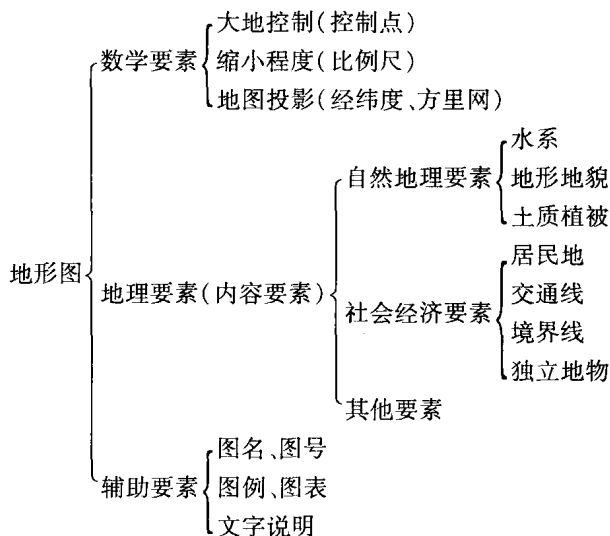 大地控制(控制点)
数学要素
缩小程度(比例尺)
地图投影(经纬度、方里网)
水系
自然地理要素
地形地貌
土质植被
地形图
地理要素(内容要素)
居民地
社会经济要素
交通线
境界线
独立地物
其他要素
图名、图号
辅助要素
图例、图表
文字说明